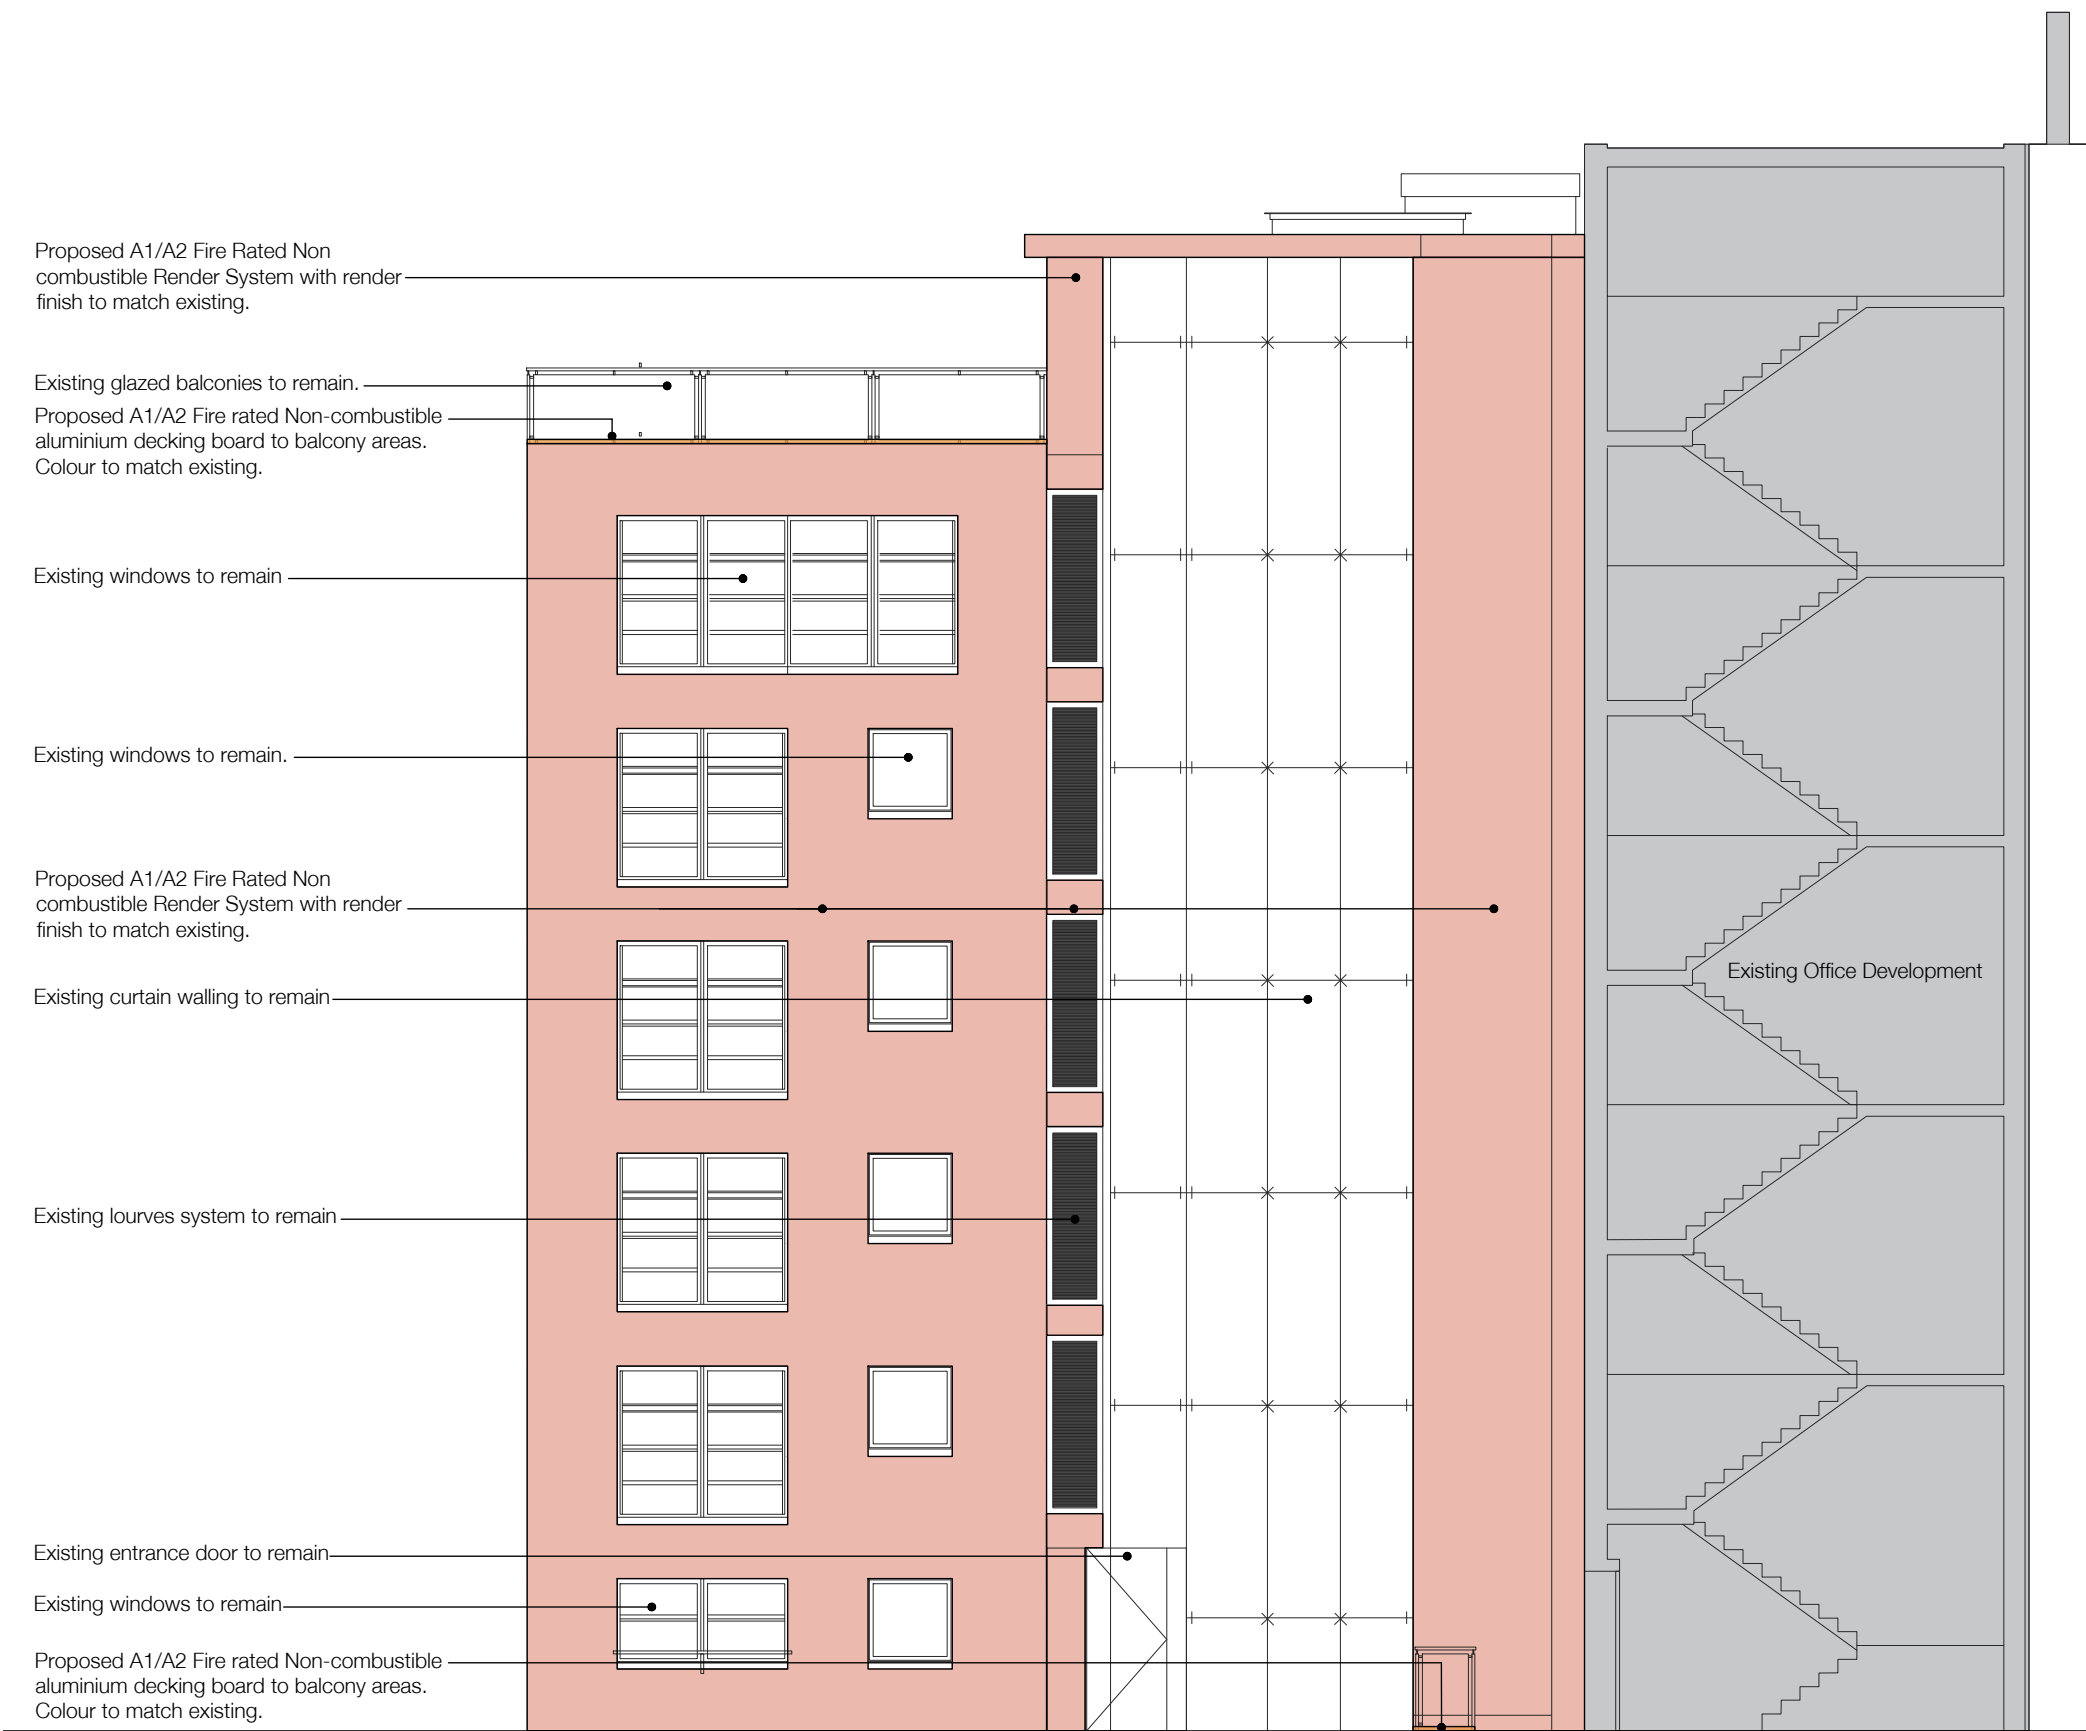 Proposed A1/A2 Fire Rated Non
combustible Render System with render
finish to match existing.
Existing glazed balconies to remain.
Proposed A1/A2 Fire rated Non-combustible
aluminium decking board to balcony areas.
Colour to match existing.
Existing windows to remain
Existing windows to remain.
Proposed A1/A2 Fire Rated Non
combustible Render System with render
finish to match existing.
Existing Office Development
Existing curtain walling to remain
Existing lourves system to remain
Existing entrance door to remain
Existing windows to remain
Proposed A1/A2 Fire rated Non-combustible
aluminium decking board to balcony areas.
Colour to match existing.